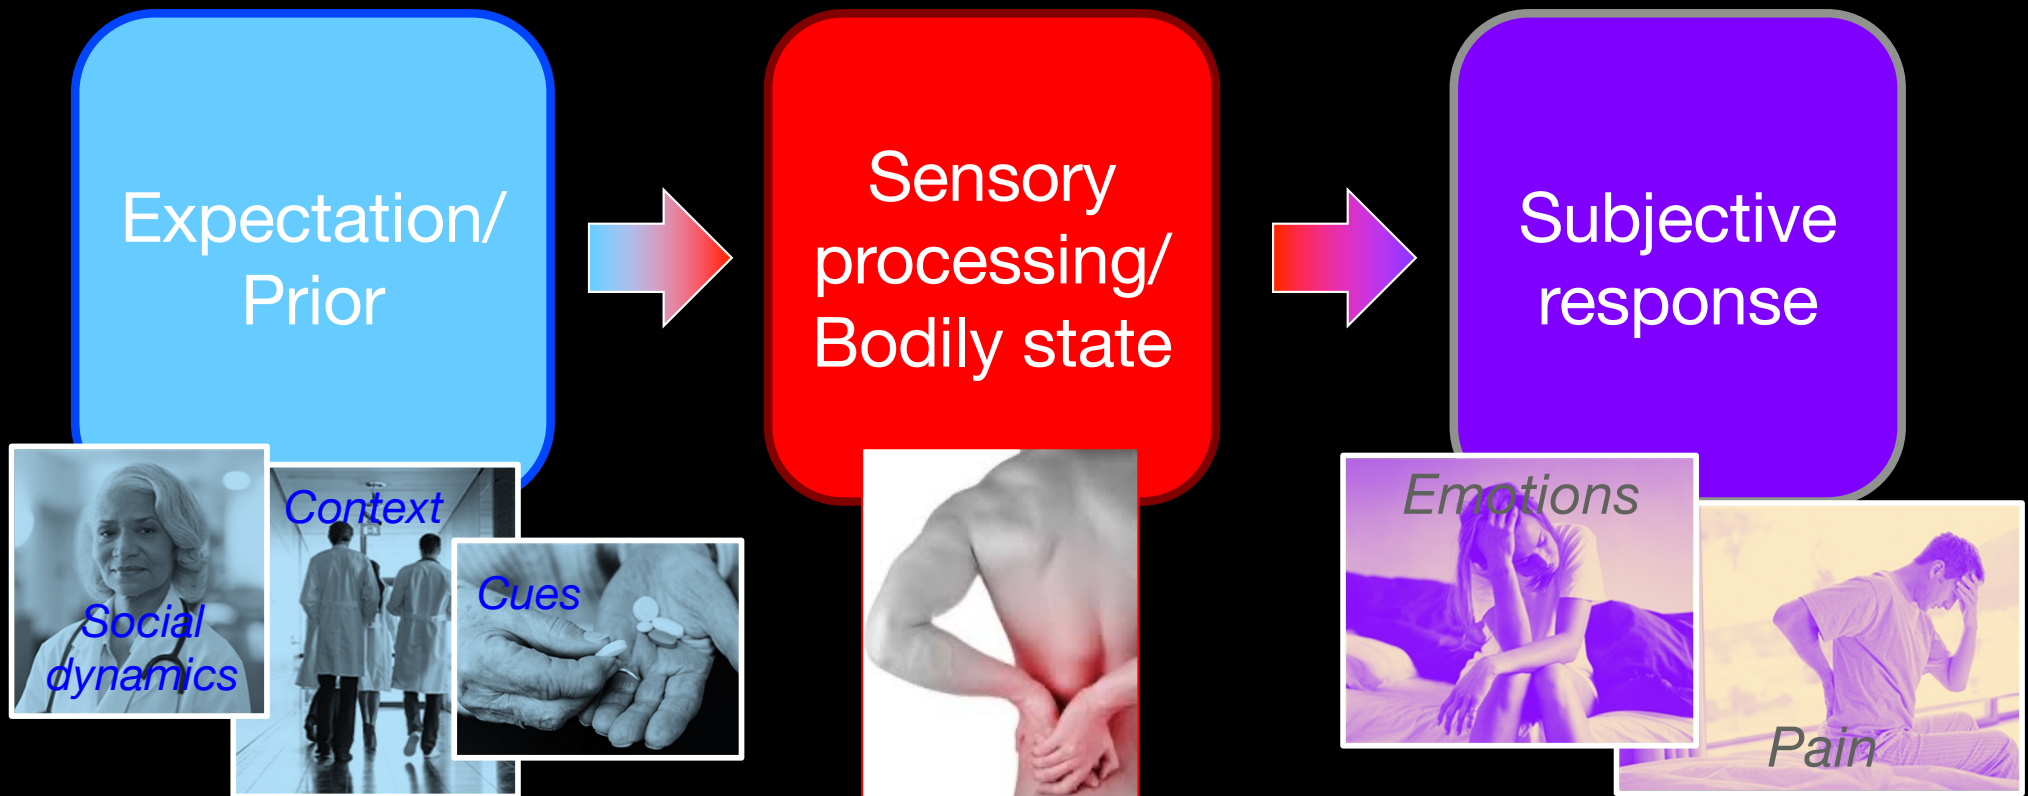 Expectation/
Prior
Sensory
processing/
Bodily state
Subjective
response
Social
dynamics
Context
Cues
Emotions
Pain